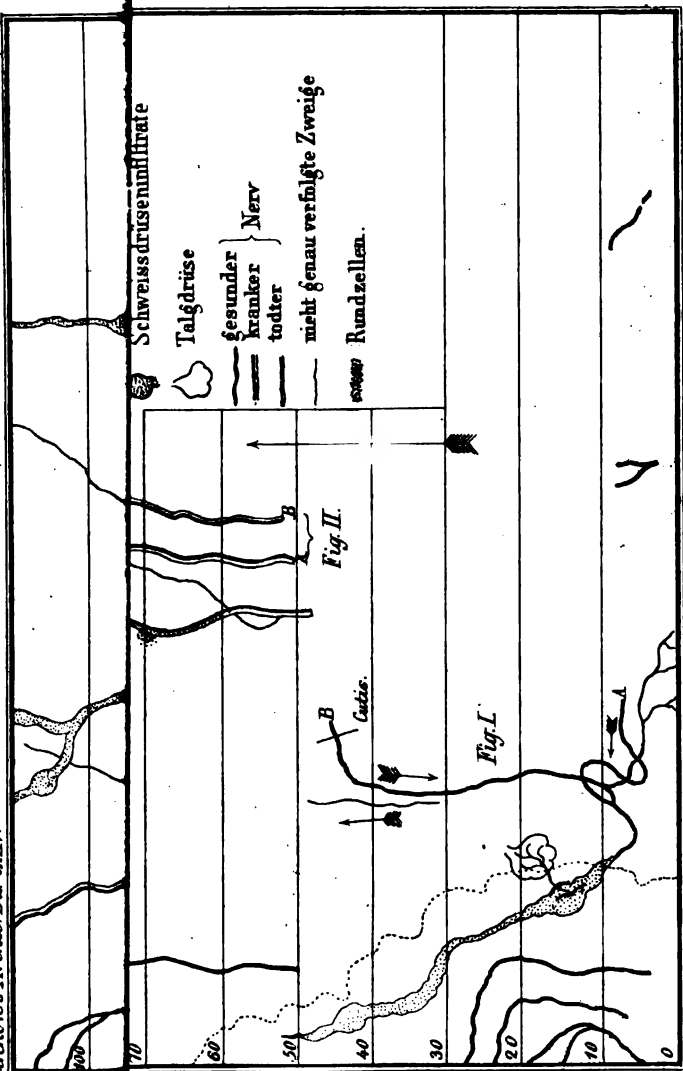 Schweissdrüseninfiltrate
Talgdrüse
gesunder
kranker } Nerv
todter
nicht genau verfolgte Zweige
Rundzellen.
B
A
Fig. II.
B
Cutis.
Fig. I.
A
100
70
60
50
40
30
20
10
0